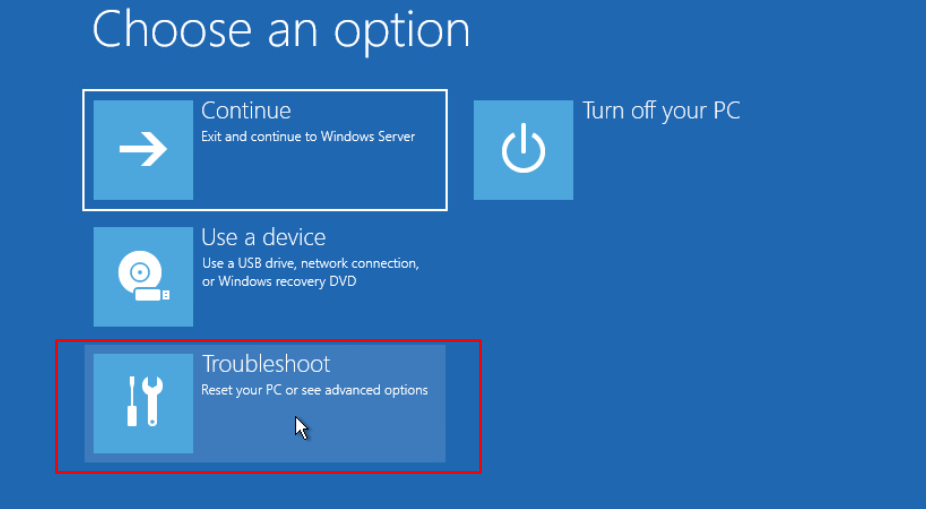 Choose an option
Continue
Exit and continue to Windows Server
Turn off your PC
Use a device
Use a USB drive, network connection,
or Windows recovery DVD
Troubleshoot
Reset your PC or see advanced options